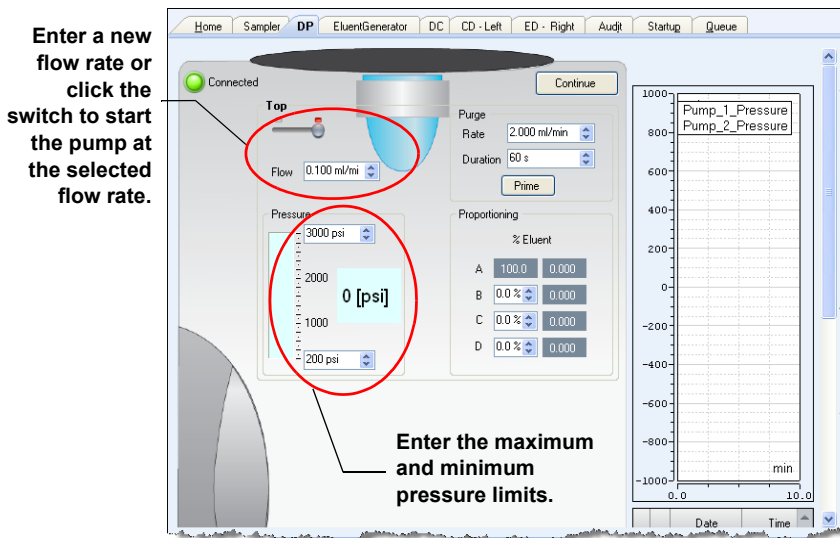 Home Sampler DP EluentGenerator DC CD - Left ED - Right Audit Startup Queue
Enter a new
flow rate or
click the
switch to start
the pump at
the selected
flow rate.
Connected
Continue
Top
Flow 0.100 ml/mi
Purge
Rate 2.000 ml/min
Duration 60 s
Prime
Pressure
3000 psi
2000
0 [psi]
1000
200 psi
Proportioning
% Eluent
A 100.0 0.000
B 0.0 % 0.000
C 0.0 % 0.000
D 0.0 % 0.000
Enter the maximum
and minimum
pressure limits.
Pump_1_Pressure
Pump_2_Pressure
1000
800
600
400
200
0
-200
-400
-600
-800
-1000
min
0.0 10.0
Date Time